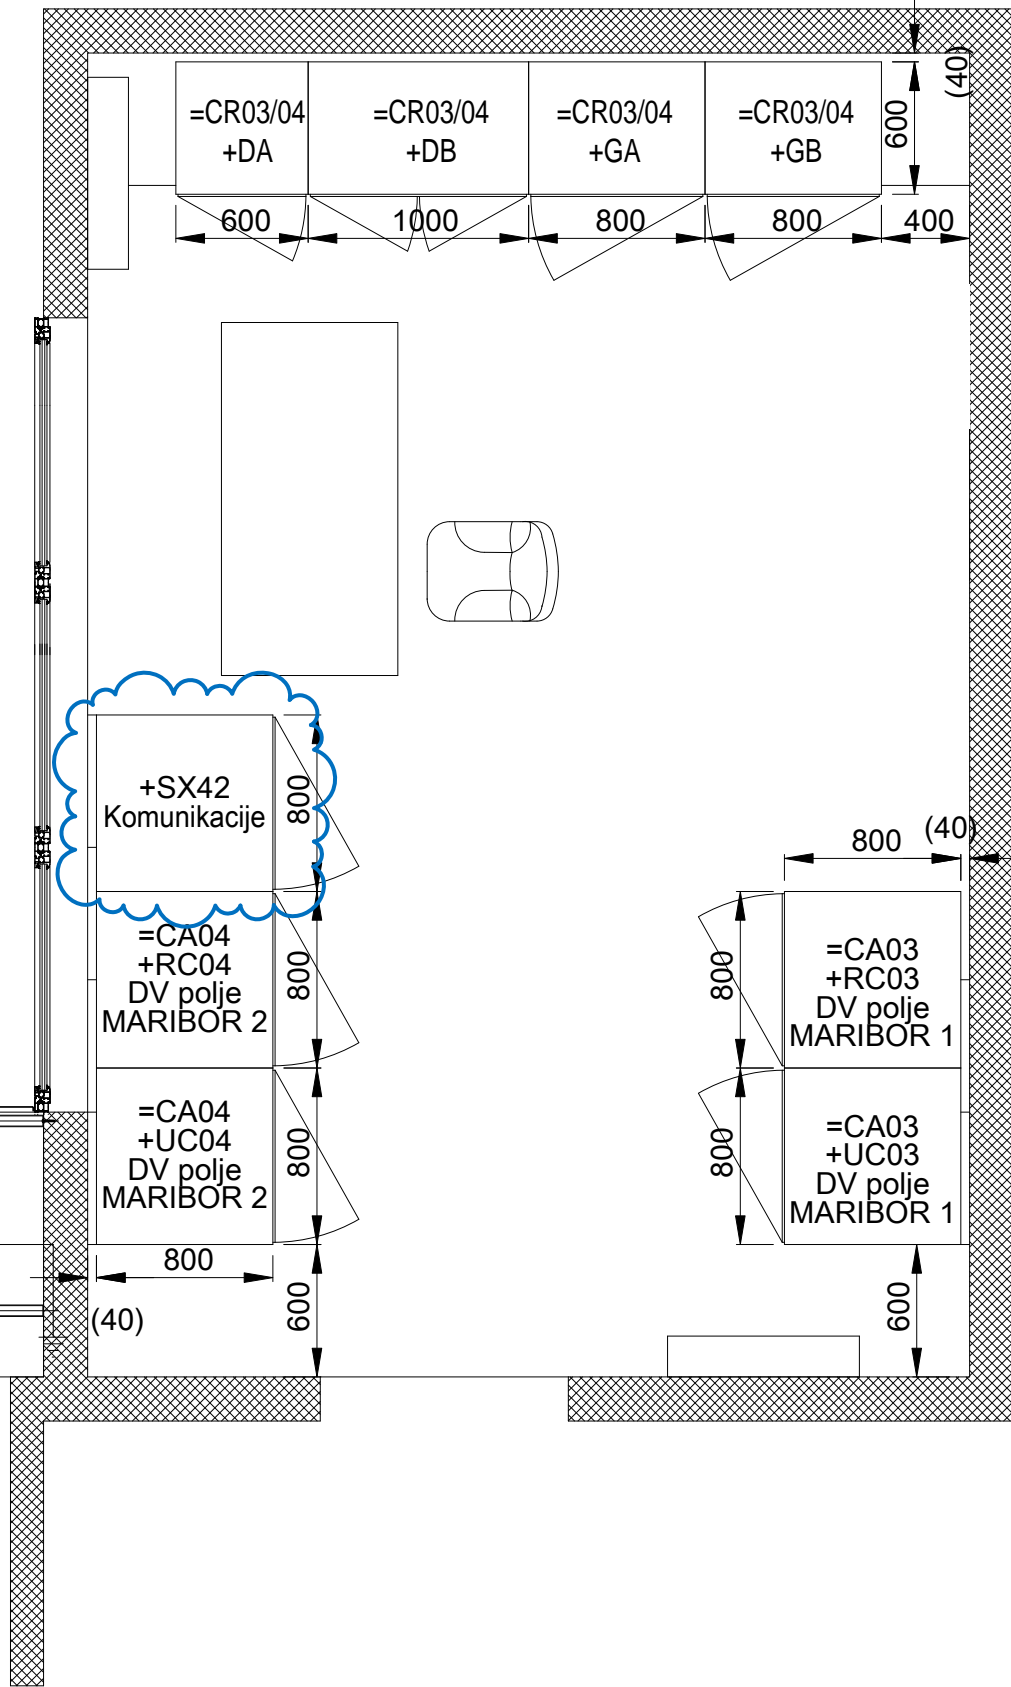 (40)
=CR03/04
+DA
=CR03/04
+DB
=CR03/04
+GA
=CR03/04
+GB
600
600
1000
800
800
400
+SX42
Komunikacije
800
=CA04
+RC04
DV polje
MARIBOR 2
800
=CA04
+UC04
DV polje
MARIBOR 2
800
800
(40)
600
800
(40)
800
=CA03
+RC03
DV polje
MARIBOR 1
800
=CA03
+UC03
DV polje
MARIBOR 1
600